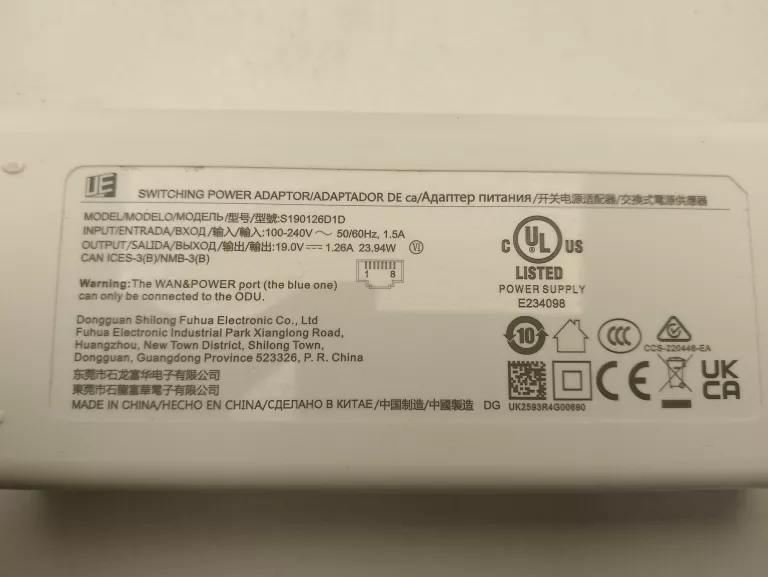 UE
SWITCHING POWER ADAPTOR/ADAPTADOR DE ca/Адаптер питания/开关电源适配器/交換式電源供應器
MODEL/MODELO/МОДЕЛЬ/型号/型號:S190126D1D
INPUT/ENTRADA/ВХОД/输入/輸入:100-240V～ 50/60Hz, 1.5A
OUTPUT/SALIDA/ВЫХОД/输出/輸出:19.0V⎓1.26A 23.94W VI
CAN ICES-3(B)/NMB-3(B)
1 8
Warning:The WAN&POWER port (the blue one)
can only be connected to the ODU.
C UL US
LISTED
POWER SUPPLY
E234098
Dongguan Shilong Fuhua Electronic Co., Ltd
Fuhua Electronic Industrial Park Xianglong Road,
Huangzhou, New Town District, Shilong Town,
Dongguan, Guangdong Province 523326, P. R. China
东莞市石龙富华电子有限公司
東莞市石龍富華電子有限公司
MADE IN CHINA/HECHO EN CHINA/СДЕЛАНО В КИТАЕ/中国制造/中國製造 DG
10
CCC
CCS-220446-EA
UK2593R4G00690
CE
UK
CA